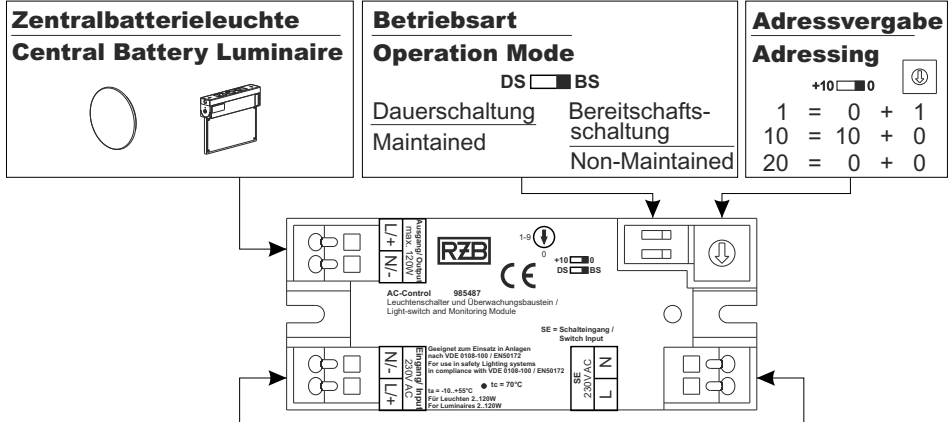 Zentralbatterieleuchte
Central Battery Luminaire
Betriebsart
Operation Mode
DS BS
Dauerschaltung
Maintained
Bereitschafts-
schaltung
Non-Maintained
Adressvergabe
Adressing
+10 0
1 = 0 + 1
10 = 10 + 0
20 = 0 + 0
L/+ N/-
Ausgang/ Output
max. 120W
RZB
CE
1-9
0
+10 0
DS BS
AC-Control 985487
Leuchtenschalter und Überwachungsbaustein /
Light-switch and Monitoring Module
SE = Schalteingang /
Switch Input
N/- L/+
Eingang/ Input
230V AC
Geeignet zum Einsatz in Anlagen
nach VDE 0108-100 / EN50172
For use in safety Lighting systems
in compliance with VDE 0108-100 / EN50172
ta = -10..+55°C
tc = 70°C
Für Leuchten 2..120W
For Luminaires 2..120W
SE
230V AC
L N